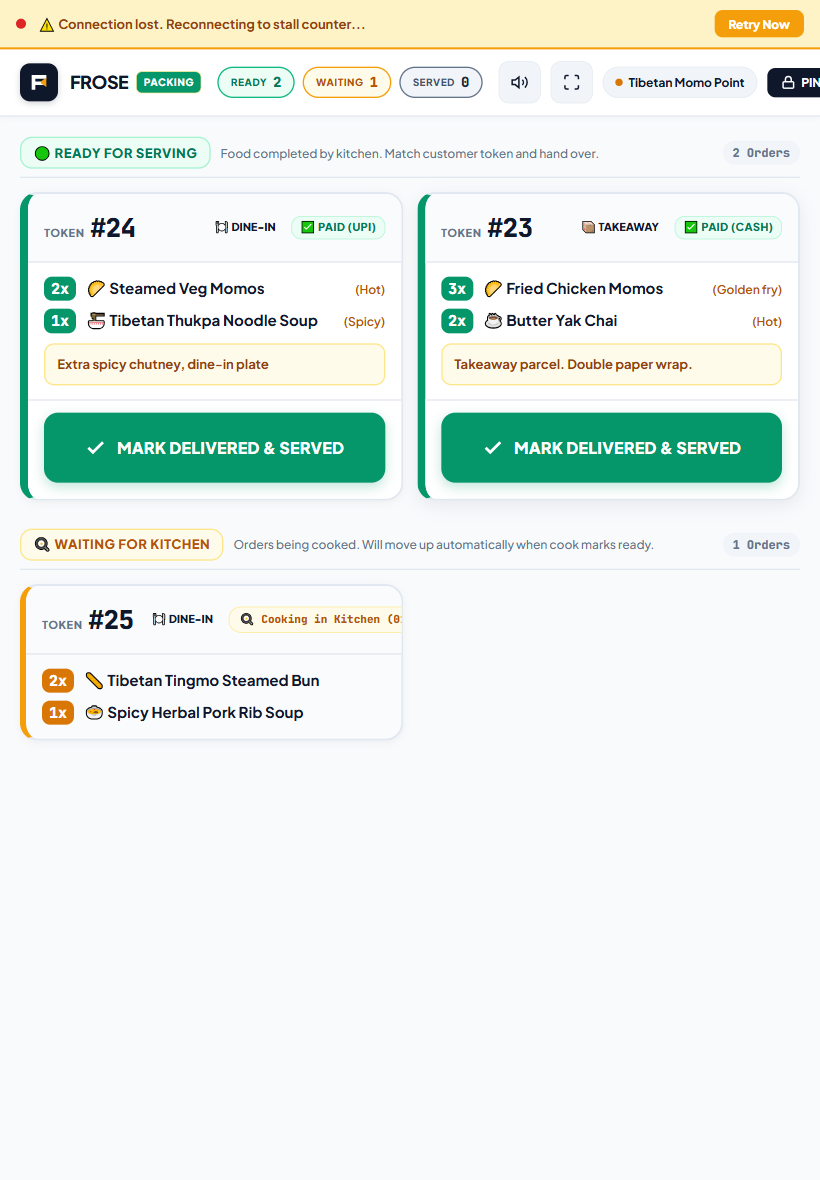 ⚠️ Connection lost. Reconnecting to stall counter...
Retry Now
F FROSE PACKING READY 2 WAITING 1 SERVED 0 Tibetan Momo Point PIN
READY FOR SERVING Food completed by kitchen. Match customer token and hand over. 2 Orders
TOKEN #24 DINE-IN ✅ PAID (UPI)
2x Steamed Veg Momos (Hot)
1x Tibetan Thukpa Noodle Soup (Spicy)
Extra spicy chutney, dine-in plate
MARK DELIVERED & SERVED
TOKEN #23 TAKEAWAY ✅ PAID (CASH)
3x Fried Chicken Momos (Golden fry)
2x Butter Yak Chai (Hot)
Takeaway parcel. Double paper wrap.
MARK DELIVERED & SERVED
WAITING FOR KITCHEN Orders being cooked. Will move up automatically when cook marks ready. 1 Orders
TOKEN #25 DINE-IN Cooking in Kitchen (0
2x Tibetan Tingmo Steamed Bun
1x Spicy Herbal Pork Rib Soup